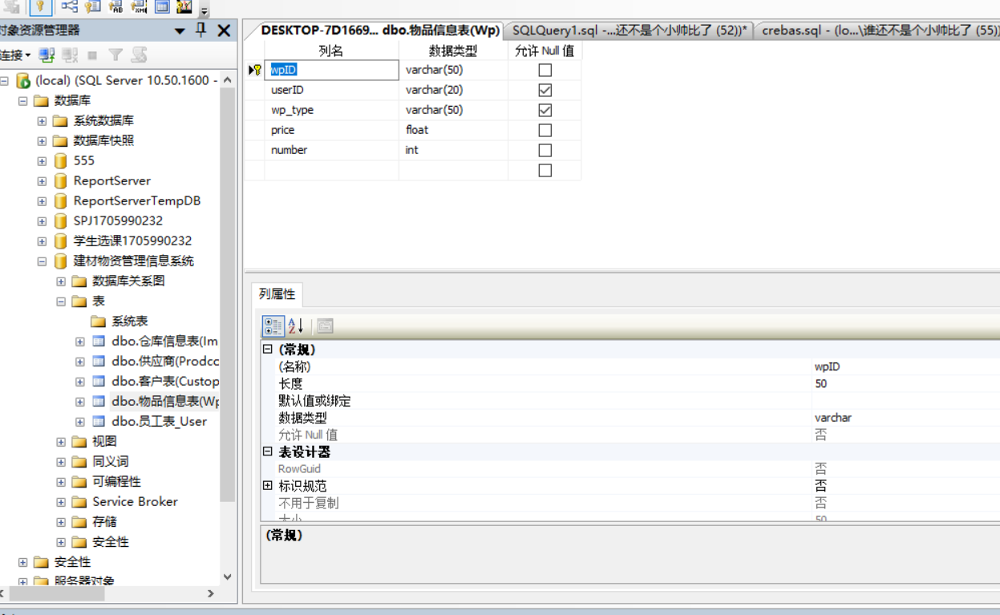 对象资源管理器
连接
(local) (SQL Server 10.50.1600 -
数据库
系统数据库
数据库快照
555
ReportServer
ReportServerTempDB
SPJ1705990232
学生选课1705990232
建材物资管理信息系统
数据库关系图
表
系统表
dbo.仓库信息表(Im
dbo.供应商(Prodcc
dbo.客户表(Custop
dbo.物品信息表(Wp
dbo.员工表_User
视图
同义词
可编程性
Service Broker
存储
安全性
安全性
服务器对象
DESKTOP-7D1669... dbo.物品信息表(Wp)
SQLQuery1.sql -...还不是个小帅比了 (52))*
crebas.sql - (lo...\谁还不是个小帅比了 (55))
列名 数据类型 允许 Null 值
wpID varchar(50)
userID varchar(20)
wp_type varchar(50)
price float
number int
列属性
(常规)
(名称) wpID
长度 50
默认值或绑定
数据类型 varchar
允许 Null 值 否
表设计器
RowGuid 否
标识规范 否
不用于复制 否
大小 50
(常规)